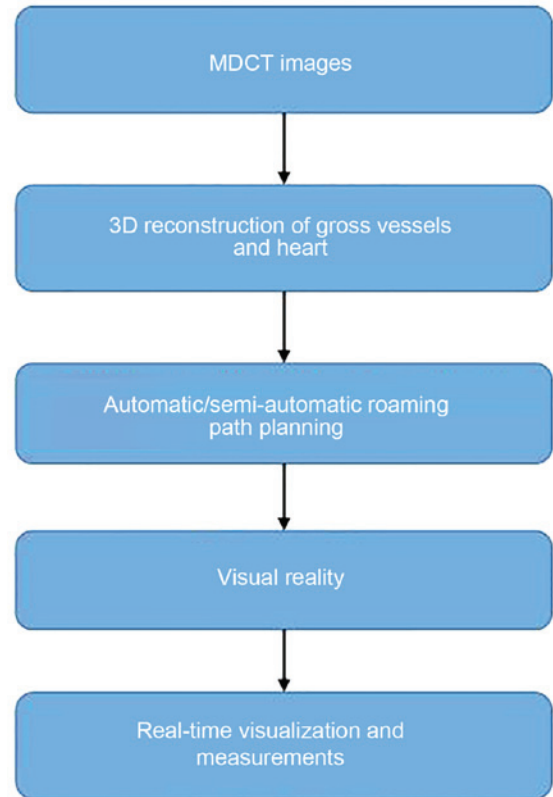 MDCT images
3D reconstruction of gross vessels
and heart
Automatic/semi-automatic roaming
path planning
Visual reality
Real-time visualization and
measurements